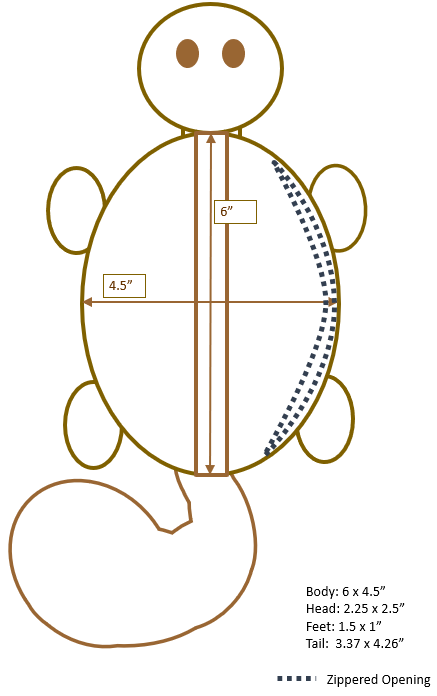 6”
4.5”
Body: 6 x 4.5”
Head: 2.25 x 2.5”
Feet: 1.5 x 1”
Tail:  3.37 x 4.26”
Zippered Opening